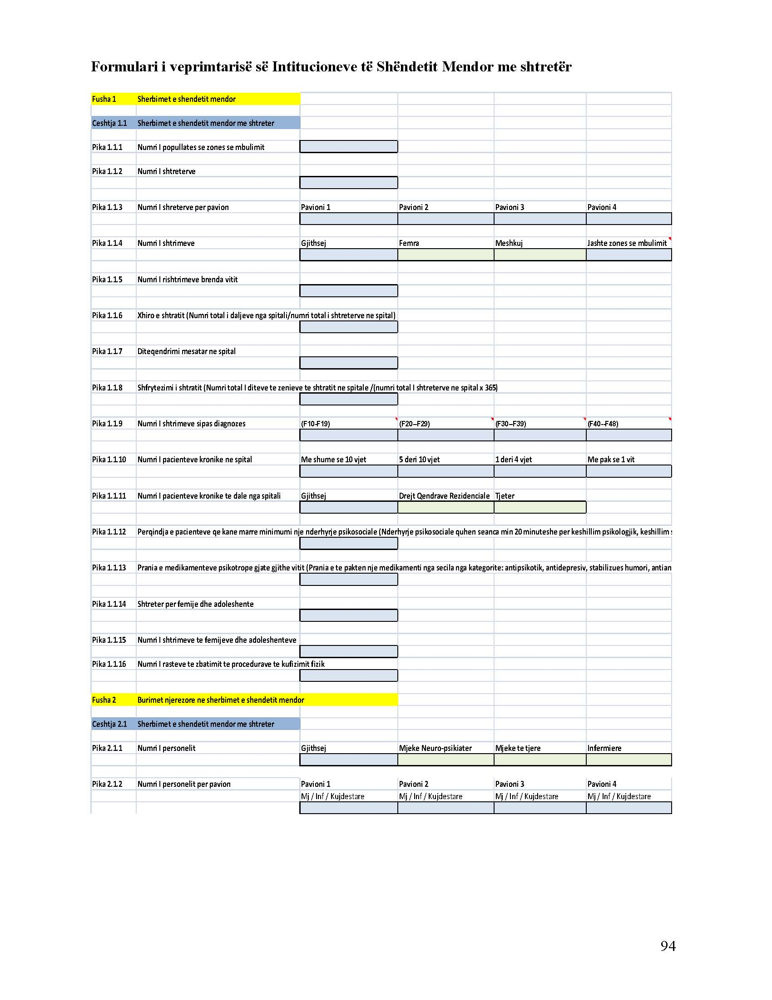 Formulari i veprimtarisë së Intitucioneve të Shëndetit Mendor me shtretër
Fusha 1 Sherbimet e shendetit mendor
Ceshtja 1.1 Sherbimet e shendetit mendor me shtreter
Pika 1.1.1 Numri I popullates se zones se mbulimit
Pika 1.1.2 Numri I shtreterve
Pika 1.1.3 Numri I shreterve per pavion Pavioni 1 Pavioni 2 Pavioni 3 Pavioni 4
Pika 1.1.4 Numri I shtrimeve Gjithsej Femra Meshkuj Jashte zones se mbulimit
Pika 1.1.5 Numri I rishtrimeve brenda vitit
Pika 1.1.6 Xhiro e shtratit (Numri total i daljeve nga spitali/numri total i shtreterve ne spital)
Pika 1.1.7 Diteqendrimi mesatar ne spital
Pika 1.1.8 Shfrytezimi i shtratit (Numri total I diteve te zenieve te shtratit ne spitale /(numri total I shtreterve ne spital x 365)
Pika 1.1.9 Numri I shtrimeve sipas diagnozes (F10-F19) (F20–F29) (F30–F39) (F40--F48)
Pika 1.1.10 Numri I pacienteve kronike ne spital Me shume se 10 vjet 5 deri 10 vjet 1 deri 4 vjet Me pak se 1 vit
Pika 1.1.11 Numri I pacienteve kronike te dale nga spitali Gjithsej Drejt Qendrave Rezidenciale Tjeter
Pika 1.1.12 Perqindja e pacienteve qe kane marre minimumi nje nderhyrje psikosociale (Nderhyrje psikosociale quhen seanca min 20 minuteshe per keshillim psikologjik, keshillim
Pika 1.1.13 Prania e medikamenteve psikotrope gjate gjithe vitit (Prania e te pakten nje medikamenti nga secila nga kategorite: antipsikotik, antidepresiv, stabilizues humori, antian
Pika 1.1.14 Shtreter per femije dhe adoleshente
Pika 1.1.15 Numri I shtrimeve te femijeve dhe adoleshenteve
Pika 1.1.16 Numri I rasteve te zbatimit te procedurave te kufizimit fizik
Fusha 2 Burimet njerezore ne sherbimet e shendetit mendor
Ceshtja 2.1 Sherbimet e shendetit mendor me shtreter
Pika 2.1.1 Numri I personelit Gjithsej Mjeke Neuro-psikiater Mjeke te tjere Infermiere
Pika 2.1.2 Numri I personelit per pavion Pavioni 1 Pavioni 2 Pavioni 3 Pavioni 4
Mj / Inf / Kujdestare Mj / Inf / Kujdestare Mj / Inf / Kujdestare Mj / Inf / Kujdestare
94